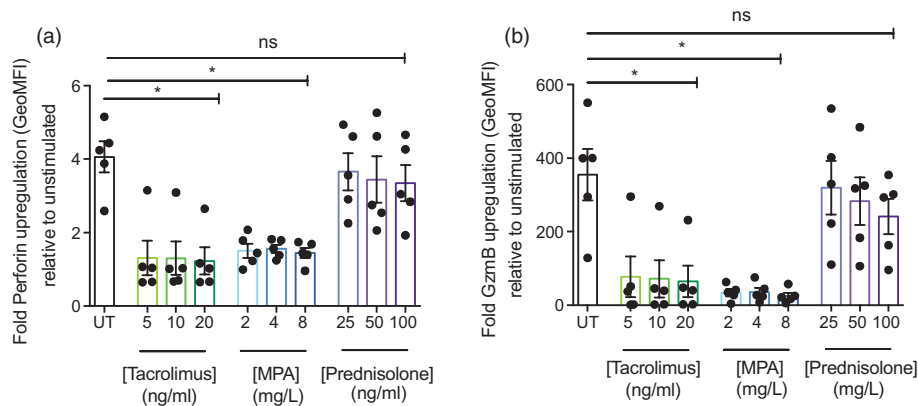 (a)
ns
*
*
Fold Perforin upregulation (GeoMFI)
relative to unstimulated
6
4
2
0
UT 5 10 20 2 4 8 25 50 100
[Tacrolimus] [MPA] [Prednisolone]
(ng/ml) (mg/L) (ng/ml)
(b)
ns
*
*
Fold GzmB upregulation (GeoMFI)
relative to unstimulated
600
400
200
0
UT 5 10 20 2 4 8 25 50 100
[Tacrolimus] [MPA] [Prednisolone]
(ng/ml) (mg/L) (mg/L)